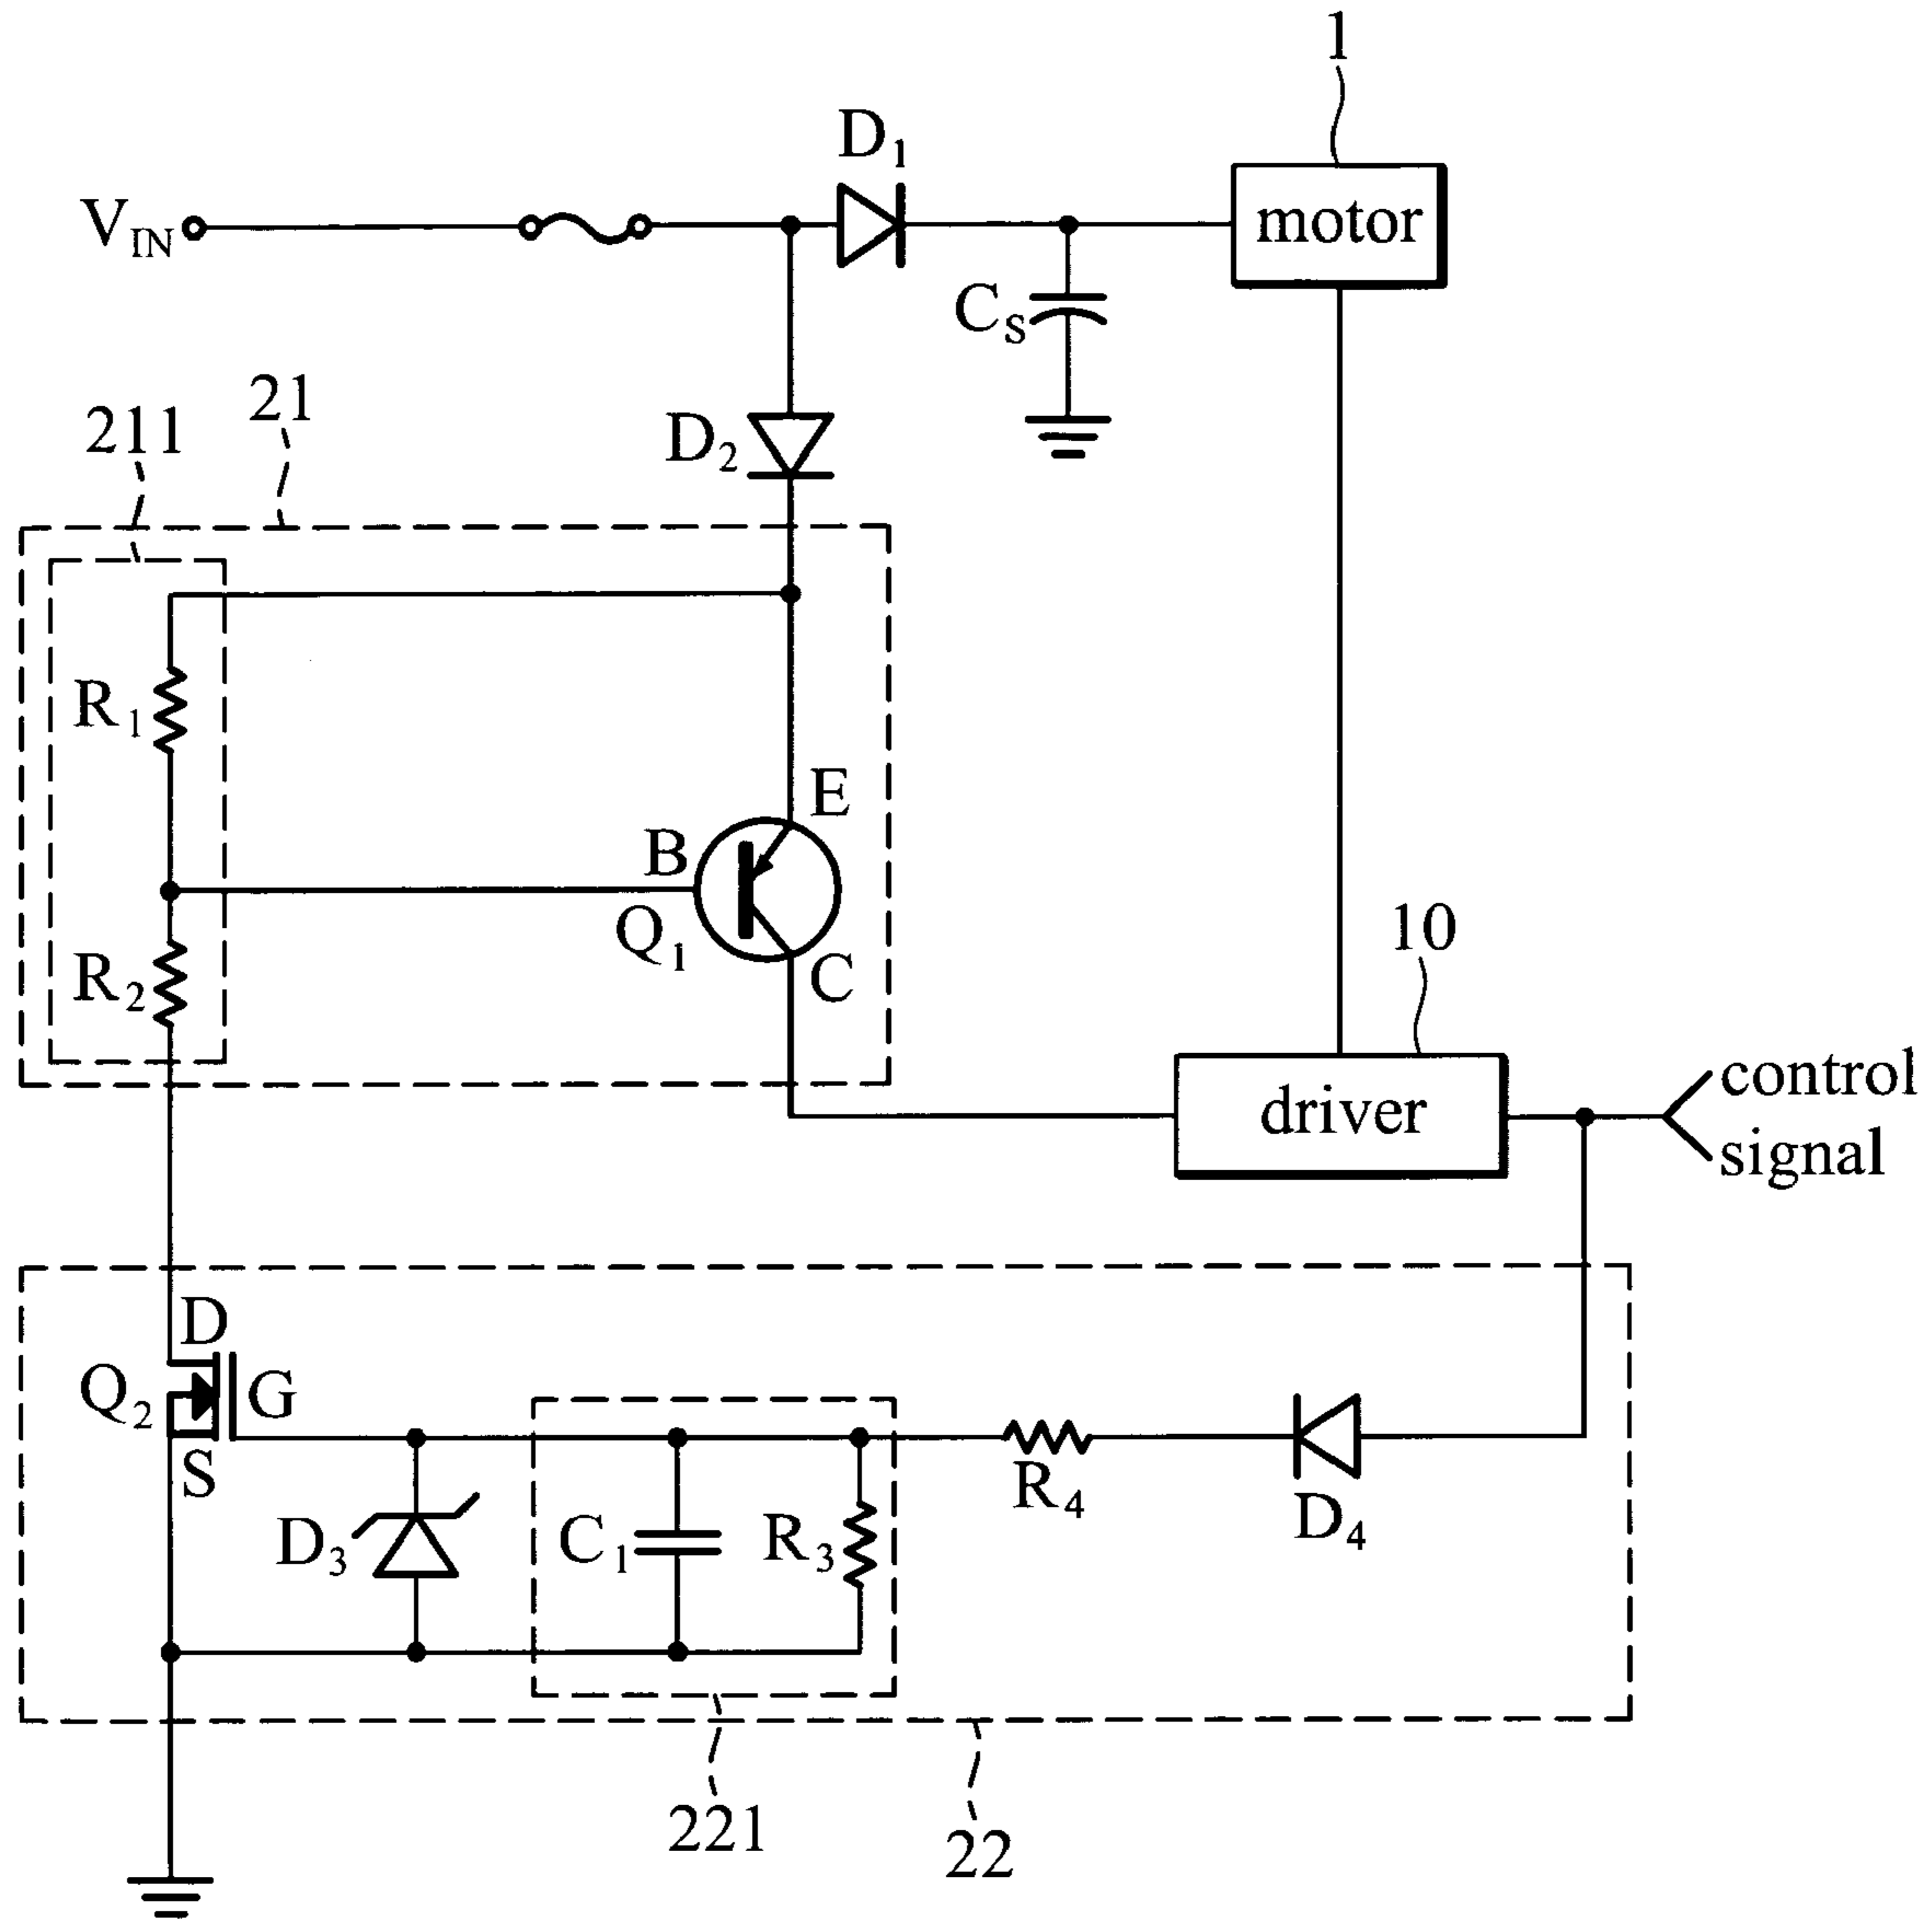 1
D1
VIN
motor
CS
21
211
D2
R1
E
B
Q1
10
R2
C
control
driver
signal
D
Q2
G
S
R4
D3
C1
R3
D4
221
22